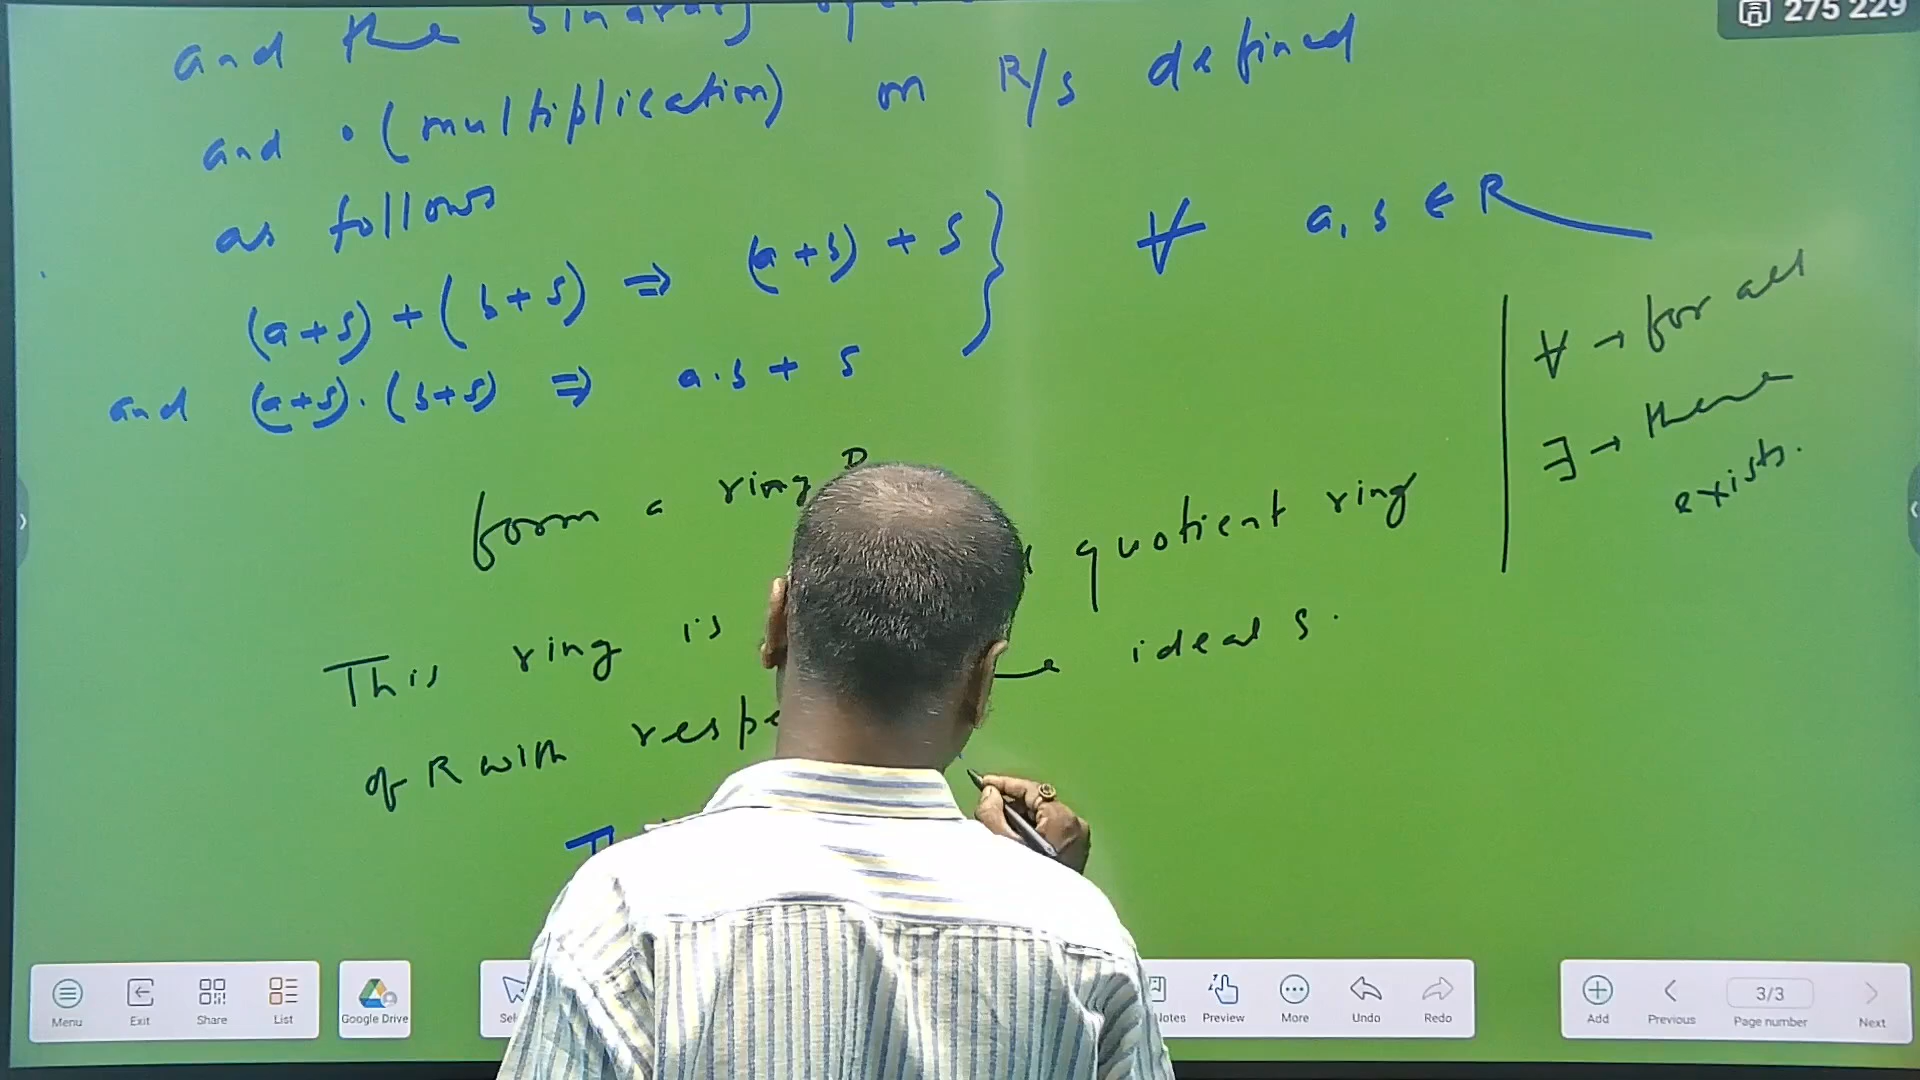 275 229
and the binary
and • (multiplication) on R/s defined
as follows
(a+s) + (b+s) ⇒ (a+b) + s } ∀ a, b ∈ R
and (a+s) . (b+s) ⇒ a.b + s
∀ → for all
∃ → there
exists.
form a ring
This ring is quotient ring
of R with ideal s.
Menu
Exit
Share
List
Google Drive
Preview
More
Undo
Redo
Add
Previous
3/3
Page number
Next